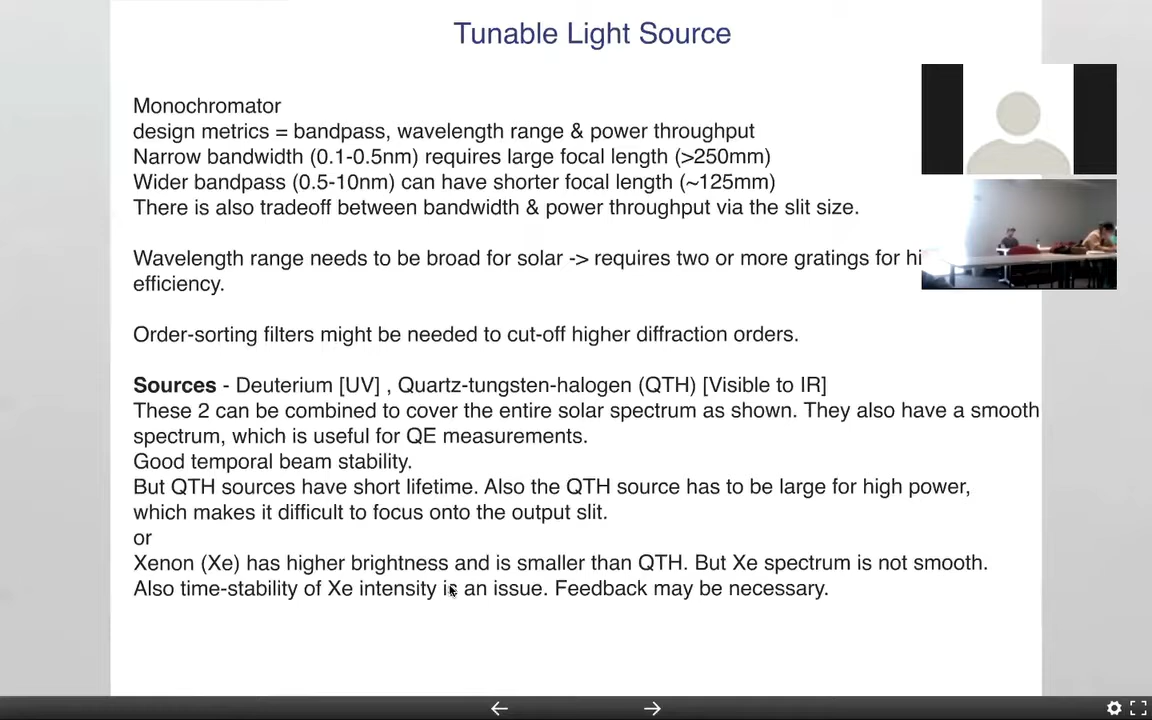 Tunable Light Source
Monochromator
design metrics = bandpass, wavelength range & power throughput
Narrow bandwidth (0.1-0.5nm) requires large focal length (>250mm)
Wider bandpass (0.5-10nm) can have shorter focal length (~125mm)
There is also tradeoff between bandwidth & power throughput via the slit size.
Wavelength range needs to be broad for solar -> requires two or more gratings for
efficiency.
Order-sorting filters might be needed to cut-off higher diffraction orders.
Sources - Deuterium [UV] , Quartz-tungsten-halogen (QTH) [Visible to IR]
These 2 can be combined to cover the entire solar spectrum as shown. They also have a smooth
spectrum, which is useful for QE measurements.
Good temporal beam stability.
But QTH sources have short lifetime. Also the QTH source has to be large for high power,
which makes it difficult to focus onto the output slit.
or
Xenon (Xe) has higher brightness and is smaller than QTH. But Xe spectrum is not smooth.
Also time-stability of Xe intensity is an issue. Feedback may be necessary.